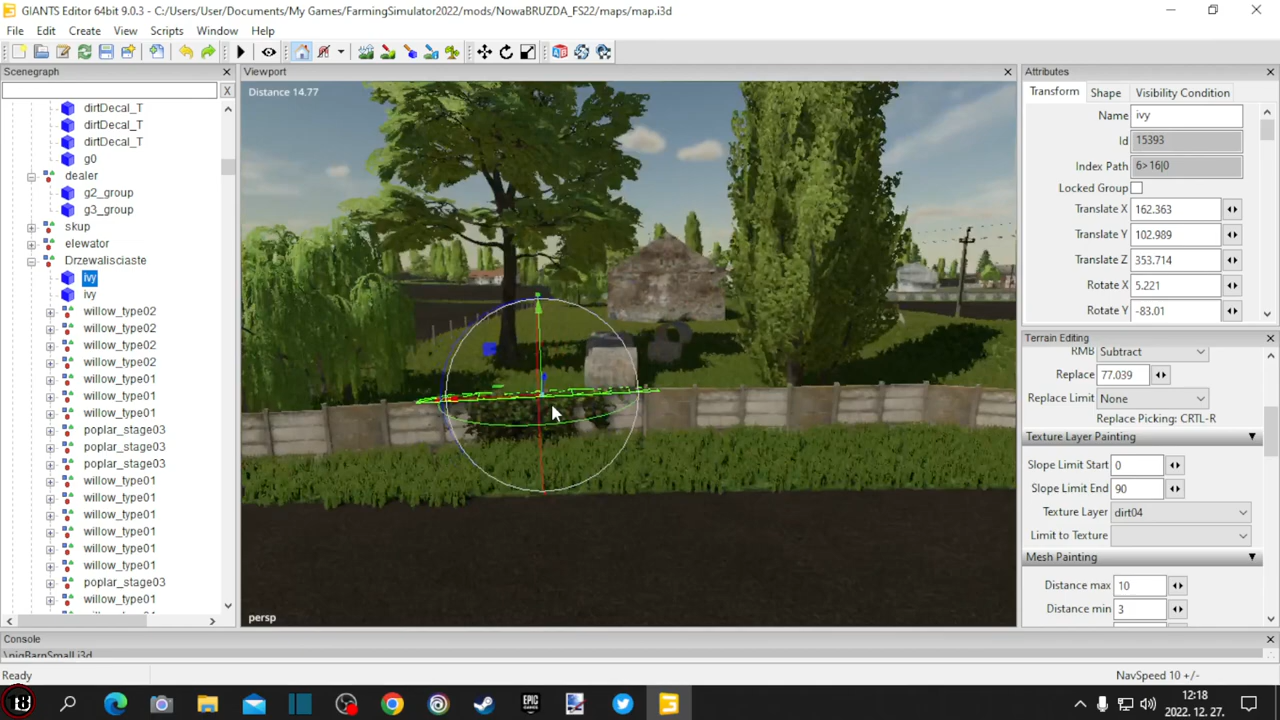 GIANTS Editor 64bit 9.0.3 - C:/Users/User/Documents/My Games/FarmingSimulator2022/mods/NowaBRUZDA_FS22/maps/map.i3d
File Edit Create View Scripts Window Help
Scenegraph
X
dirtDecal_T
dirtDecal_T
dirtDecal_T
g0
dealer
g2_group
g3_group
skup
elewator
Drzewalisciaste
ivy
ivy
willow_type02
willow_type02
willow_type02
willow_type02
willow_type01
willow_type01
willow_type01
poplar_stage03
poplar_stage03
poplar_stage03
willow_type01
willow_type01
willow_type01
willow_type01
willow_type01
willow_type01
poplar_stage03
willow_type01
Viewport
Distance 14.77
persp
Attributes
Transform Shape Visibility Condition
Name ivy
Id 15393
Index Path 6>16|0
Locked Group
Translate X 162.363
Translate Y 102.989
Translate Z 353.714
Rotate X 5.221
Rotate Y -83.01
Terrain Editing
RMB Subtract
Replace 77.039
Replace Limit None
Replace Picking: CRTL-R
Texture Layer Painting
Slope Limit Start 0
Slope Limit End 90
Texture Layer dirt04
Limit to Texture
Mesh Painting
Distance max 10
Distance min 3
Console
\pigBarnSmall.i3d
Ready
NavSpeed 10 +/-
EPIC
GAMES
12:18
2022. 12. 27.